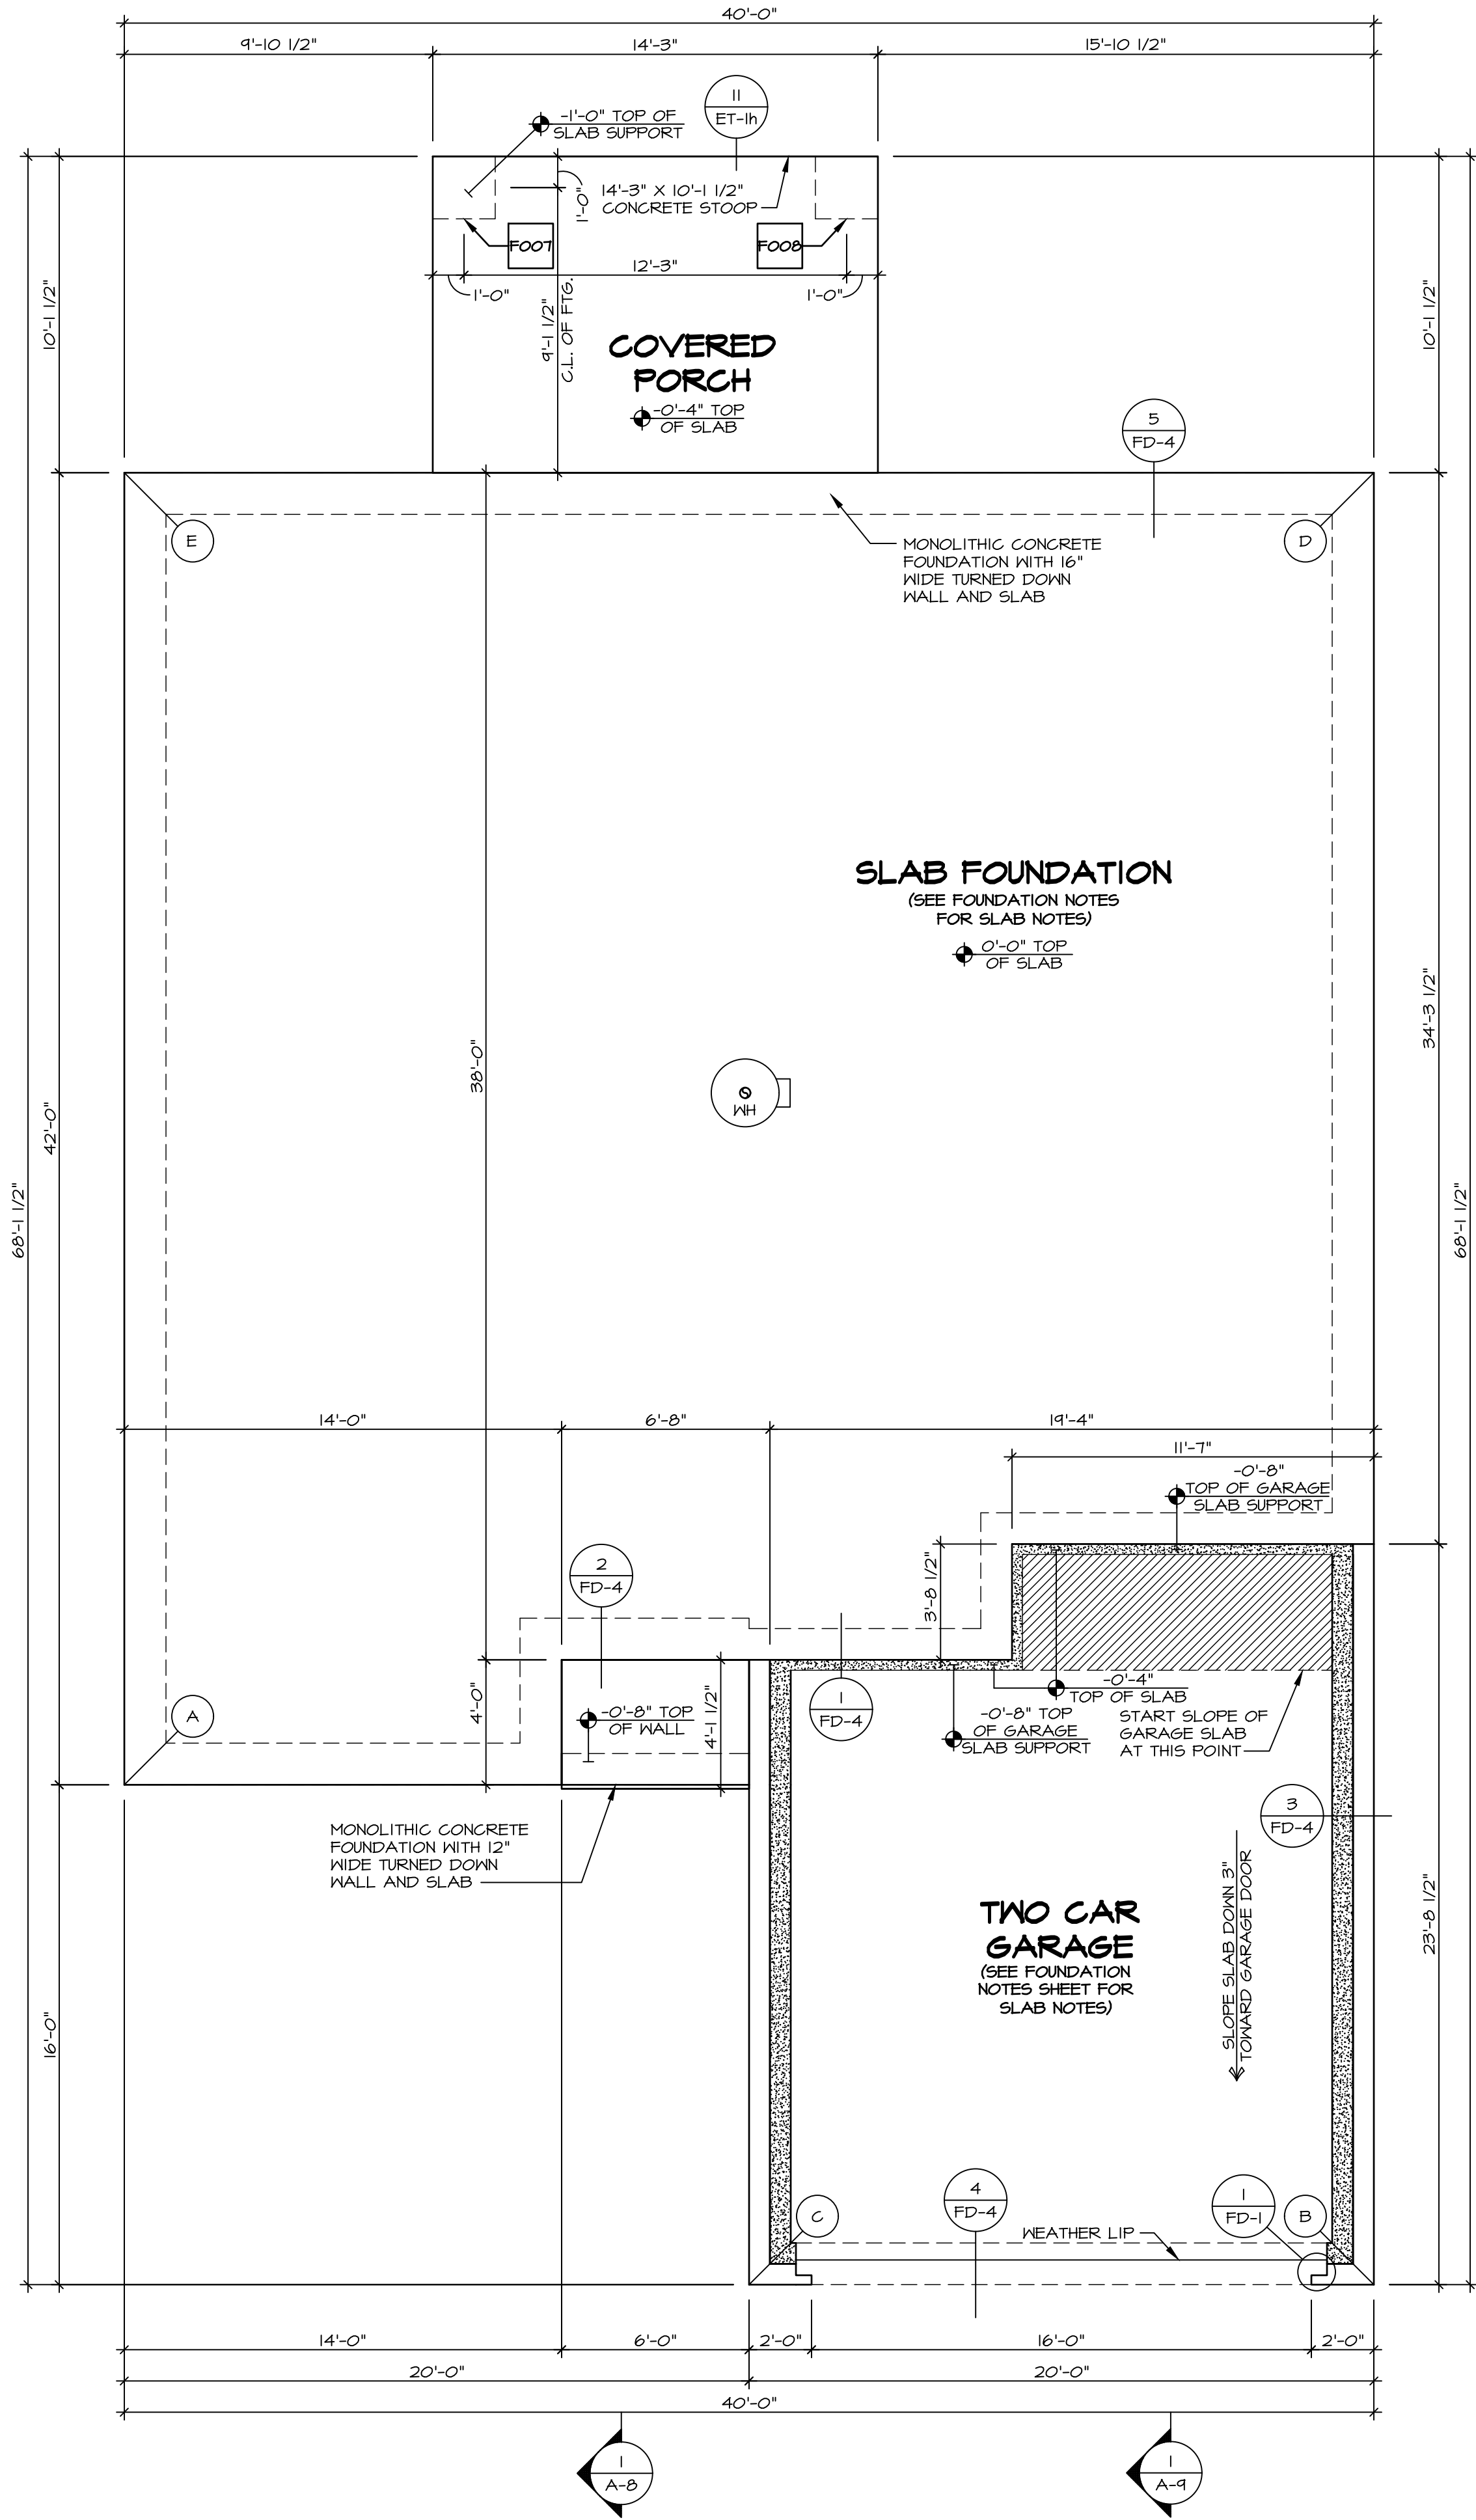 40'-0"
9'-10 1/2"
14'-3"
15'-10 1/2"
11
ET-1h
-1'-0" TOP OF
SLAB SUPPORT
14'-3" X 10'-1 1/2"
CONCRETE STOOP
1'-0"
F007
F008
12'-3"
1'-0"
1'-0"
9'-1 1/2"
C.L. OF FTG.
10'-1 1/2"
10'-1 1/2"
COVERED
PORCH
-0'-4" TOP
OF SLAB
5
FD-4
E
D
MONOLITHIC CONCRETE
FOUNDATION WITH 16"
WIDE TURNED DOWN
WALL AND SLAB
SLAB FOUNDATION
(SEE FOUNDATION NOTES
FOR SLAB NOTES)
0'-0" TOP
OF SLAB
34'-3 1/2"
38'-0"
WH
42'-0"
68'-1 1/2"
68'-1 1/2"
14'-0"
6'-8"
19'-4"
11'-7"
-0'-8"
TOP OF GARAGE
SLAB SUPPORT
2
FD-4
3'-8 1/2"
-0'-4"
TOP OF SLAB
A
4'-0"
-0'-8" TOP
OF WALL
4'-1 1/2"
1
FD-4
-0'-8" TOP
OF GARAGE
SLAB SUPPORT
START SLOPE OF
GARAGE SLAB
AT THIS POINT
3
FD-4
MONOLITHIC CONCRETE
FOUNDATION WITH 12"
WIDE TURNED DOWN
WALL AND SLAB
TWO CAR
GARAGE
(SEE FOUNDATION
NOTES SHEET FOR
SLAB NOTES)
SLOPE SLAB DOWN 3"
TOWARD GARAGE DOOR
23'-8 1/2"
16'-0"
4
FD-4
1
FD-1
C
B
WEATHER LIP
14'-0"
6'-0"
2'-0"
16'-0"
2'-0"
20'-0"
20'-0"
40'-0"
1
A-8
1
A-9